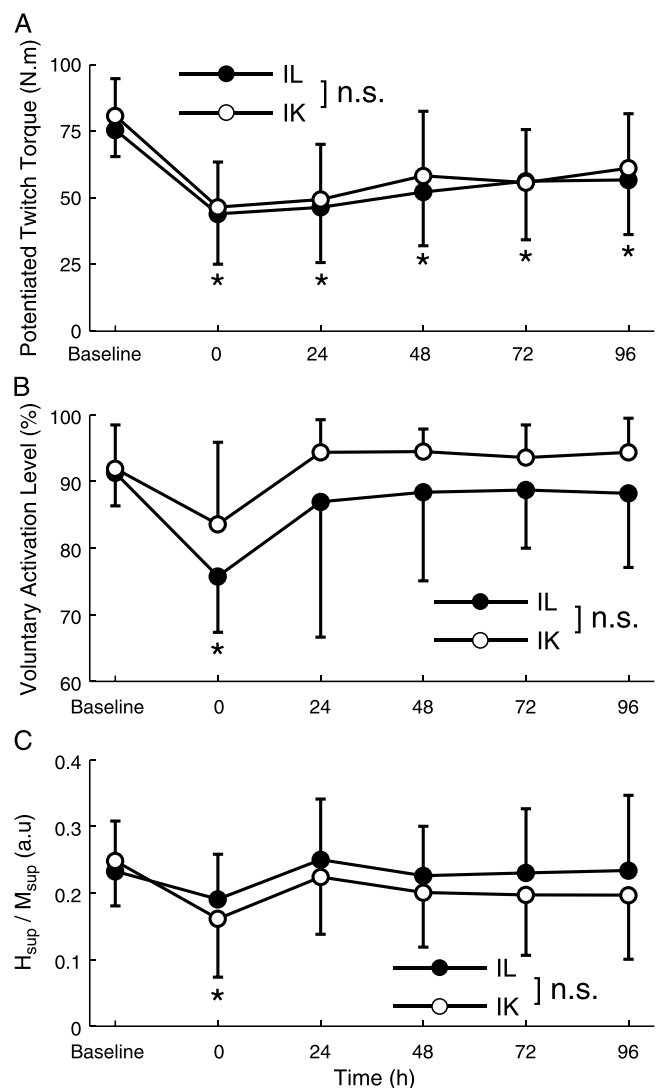 A
Potentiated Twitch Torque (N.m)
100
75
50
25
0
IL
IK
] n.s.
* * * * *
Baseline 0 24 48 72 96
B
Voluntary Activation Level (%)
100
90
80
70
60
IL
IK
] n.s.
*
Baseline 0 24 48 72 96
C
Hsup / Msup (a.u)
0.4
0.3
0.2
0.1
0
IL
IK
] n.s.
*
Baseline 0 24 48 72 96
Time (h)